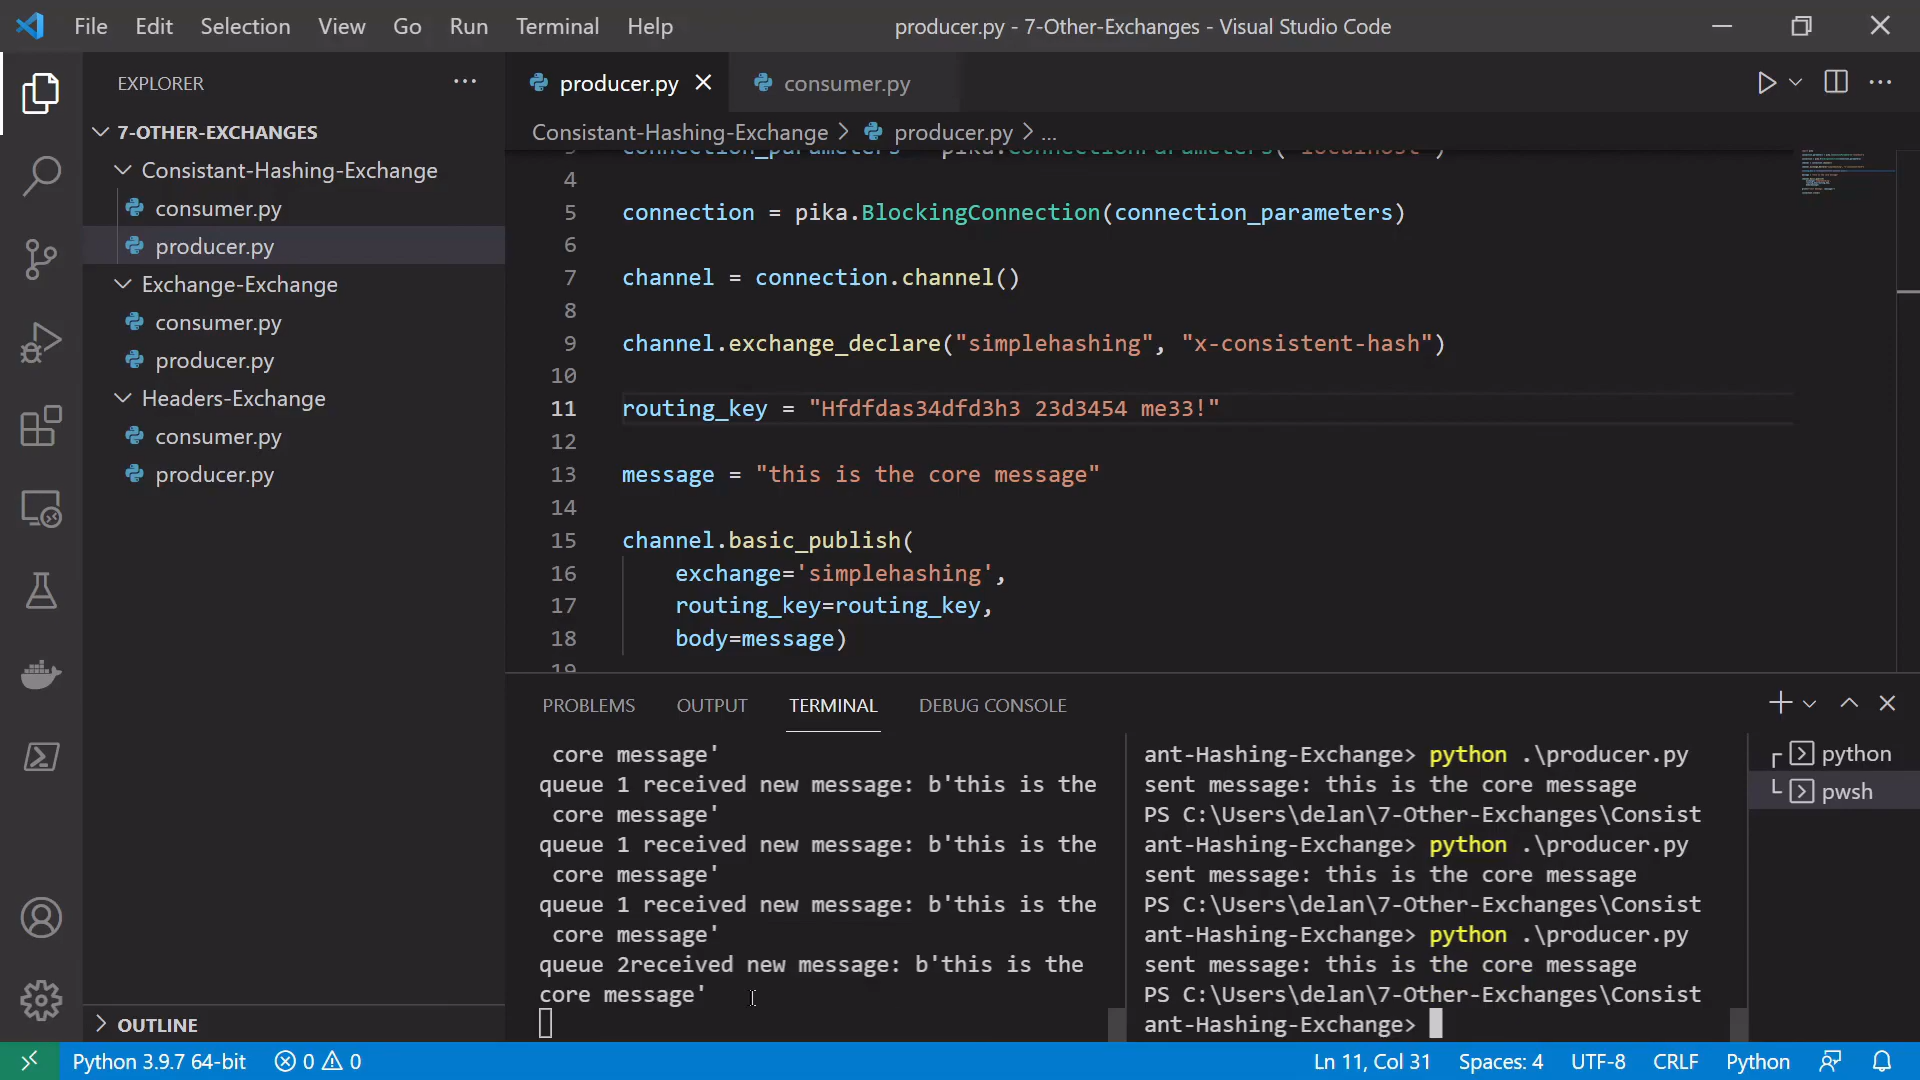 File Edit Selection View Go Run Terminal Help
producer.py - 7-Other-Exchanges - Visual Studio Code
EXPLORER
7-OTHER-EXCHANGES
Consistant-Hashing-Exchange
consumer.py
producer.py
Exchange-Exchange
consumer.py
producer.py
Headers-Exchange
consumer.py
producer.py
OUTLINE
producer.py
consumer.py
Consistant-Hashing-Exchange > producer.py > ...
connection_parameters = pika.ConnectionParameters('localhost')
4
5 connection = pika.BlockingConnection(connection_parameters)
6
7 channel = connection.channel()
8
9 channel.exchange_declare("simplehashing", "x-consistent-hash")
10
11 routing_key = "Hfdfdas34dfd3h3 23d3454 me33!"
12
13 message = "this is the core message"
14
15 channel.basic_publish(
16 exchange='simplehashing',
17 routing_key=routing_key,
18 body=message)
19
PROBLEMS OUTPUT TERMINAL DEBUG CONSOLE
core message'
queue 1 received new message: b'this is the
core message'
queue 1 received new message: b'this is the
core message'
queue 1 received new message: b'this is the
core message'
queue 2received new message: b'this is the
core message'
ant-Hashing-Exchange> python .\producer.py
sent message: this is the core message
PS C:\Users\delan\7-Other-Exchanges\Consist
ant-Hashing-Exchange> python .\producer.py
sent message: this is the core message
PS C:\Users\delan\7-Other-Exchanges\Consist
ant-Hashing-Exchange> python .\producer.py
sent message: this is the core message
PS C:\Users\delan\7-Other-Exchanges\Consist
ant-Hashing-Exchange>
python
pwsh
Python 3.9.7 64-bit 0 0
Ln 11, Col 31 Spaces: 4 UTF-8 CRLF Python